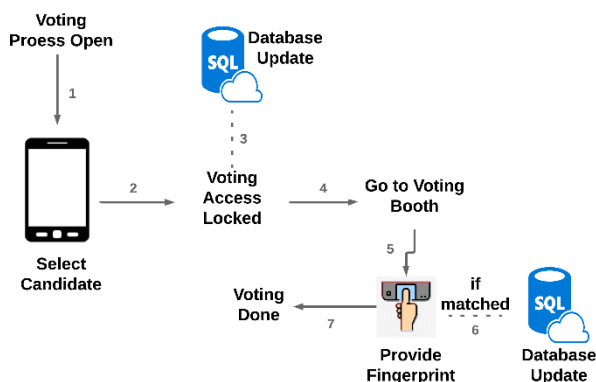 Voting
Proess Open
1
SQL
Database
Update
3
2
Voting
Access
Locked
4
Go to Voting
Booth
5
Select
Candidate
if
matched
6
SQL
Voting
Done
7
Provide
Fingerprint
Database
Update